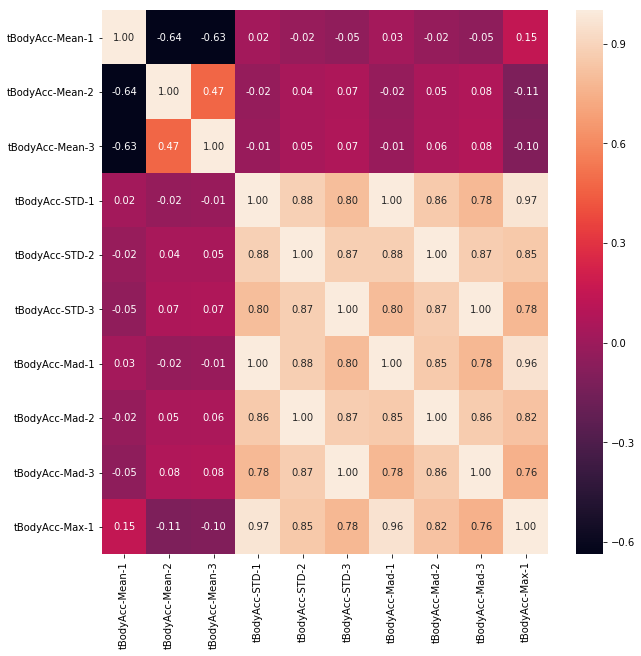 tBodyAcc-Mean-1 1.00 -0.64 -0.63 0.02 -0.02 -0.05 0.03 -0.02 -0.05 0.15
tBodyAcc-Mean-2 -0.64 1.00 0.47 -0.02 0.04 0.07 -0.02 0.05 0.08 -0.11
tBodyAcc-Mean-3 -0.63 0.47 1.00 -0.01 0.05 0.07 -0.01 0.06 0.08 -0.10
tBodyAcc-STD-1 0.02 -0.02 -0.01 1.00 0.88 0.80 1.00 0.86 0.78 0.97
tBodyAcc-STD-2 -0.02 0.04 0.05 0.88 1.00 0.87 0.88 1.00 0.87 0.85
tBodyAcc-STD-3 -0.05 0.07 0.07 0.80 0.87 1.00 0.80 0.87 1.00 0.78
tBodyAcc-Mad-1 0.03 -0.02 -0.01 1.00 0.88 0.80 1.00 0.85 0.78 0.96
tBodyAcc-Mad-2 -0.02 0.05 0.06 0.86 1.00 0.87 0.85 1.00 0.86 0.82
tBodyAcc-Mad-3 -0.05 0.08 0.08 0.78 0.87 1.00 0.78 0.86 1.00 0.76
tBodyAcc-Max-1 0.15 -0.11 -0.10 0.97 0.85 0.78 0.96 0.82 0.76 1.00
tBodyAcc-Mean-1
tBodyAcc-Mean-2
tBodyAcc-Mean-3
tBodyAcc-STD-1
tBodyAcc-STD-2
tBodyAcc-STD-3
tBodyAcc-Mad-1
tBodyAcc-Mad-2
tBodyAcc-Mad-3
tBodyAcc-Max-1
0.9
0.6
0.3
0.0
−0.3
−0.6